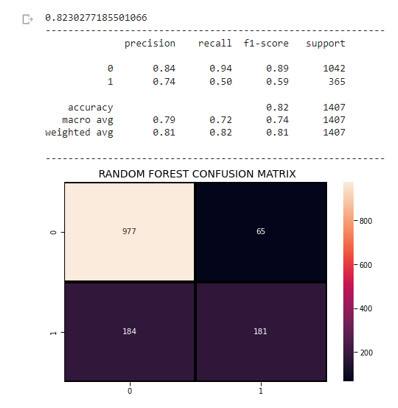 0.8230277185501066
------------------------------------------------------------
precision recall f1-score support
0 0.84 0.94 0.89 1042
1 0.74 0.50 0.59 365
accuracy 0.82 1407
macro avg 0.79 0.72 0.74 1407
weighted avg 0.81 0.82 0.81 1407
------------------------------------------------------------
RANDOM FOREST CONFUSION MATRIX
0 977 65
1 184 181
0 1
800
600
400
200